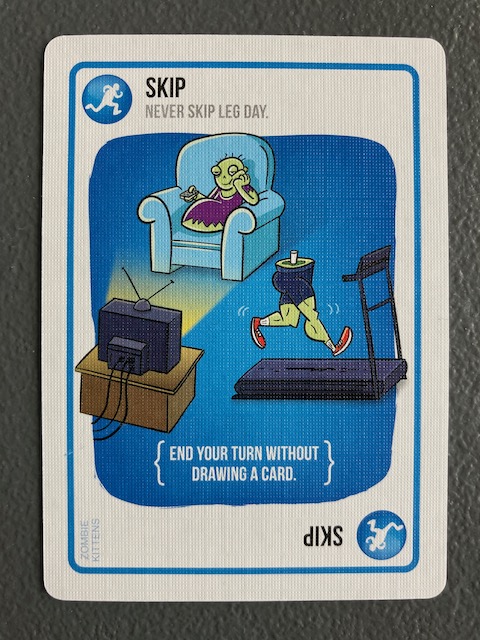 SKIP
NEVER SKIP LEG DAY.
END YOUR TURN WITHOUT
DRAWING A CARD.
ZOMBIE
KITTENS
SKIP